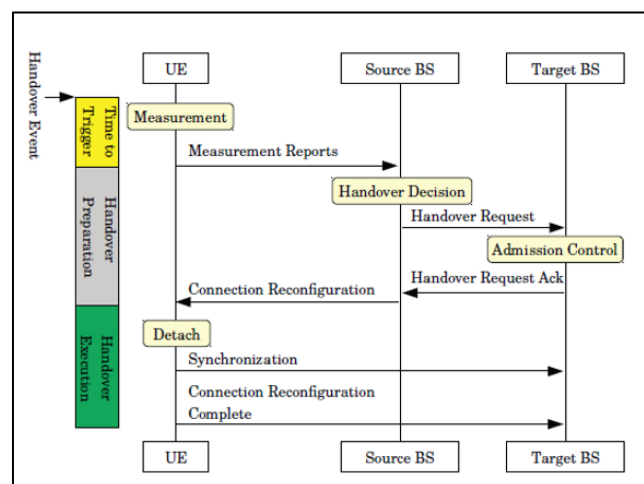 UE
Source BS
Target BS
Handover Event
Time to
Trigger
Measurement
Measurement Reports
Handover
Preparation
Handover Decision
Handover Request
Admission Control
Handover Request Ack
Connection Reconfiguration
Handover
Execution
Detach
Synchronization
Connection Reconfiguration
Complete
UE
Source BS
Target BS